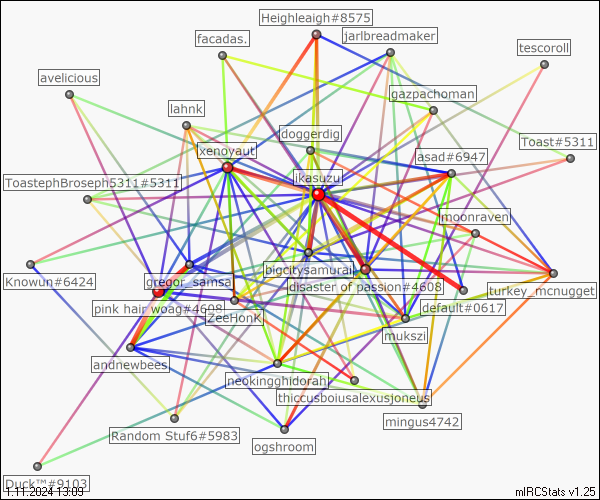 Heighleigh#8575
facadas.
jarlbreadmaker
tescoroll
avelicious
gazpachoman
lahnk
doggerdig
Toast#5311
xenoyaut
asad#6947
jkasuzu
ToastephBroseph5311#5311
moonraven
bigcitysamurai
Knowun#6424
gregor_samsa
disaster of passion#4608
turkey_mcnugget
pink hair woag#4608
default#0617
ZeeHonK
mukszi
andnewbees
neokingghidorah
thiccusboiusalexusjoneus
mingus4742
Random Stuf6#5983
ogshroom
Duck™#9103
1.11.2024 13:09
mIRCStats v1.25